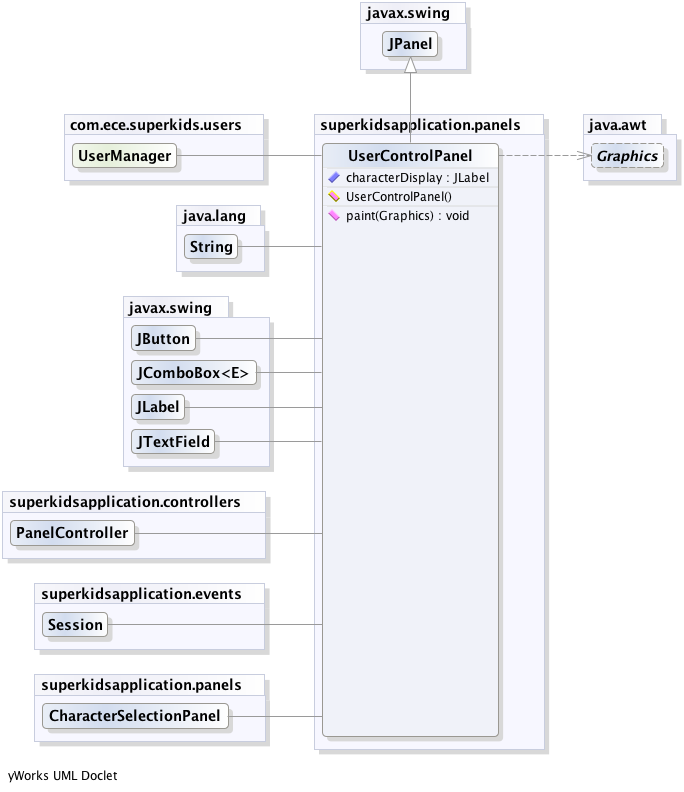 javax.swing
JPanel
com.ece.superkids.users
UserManager
superkidsapplication.panels
UserControlPanel
characterDisplay : JLabel
UserControlPanel()
paint(Graphics) : void
java.awt
Graphics
java.lang
String
javax.swing
JButton
JComboBox<E>
JLabel
JTextField
superkidsapplication.controllers
PanelController
superkidsapplication.events
Session
superkidsapplication.panels
CharacterSelectionPanel
yWorks UML Doclet